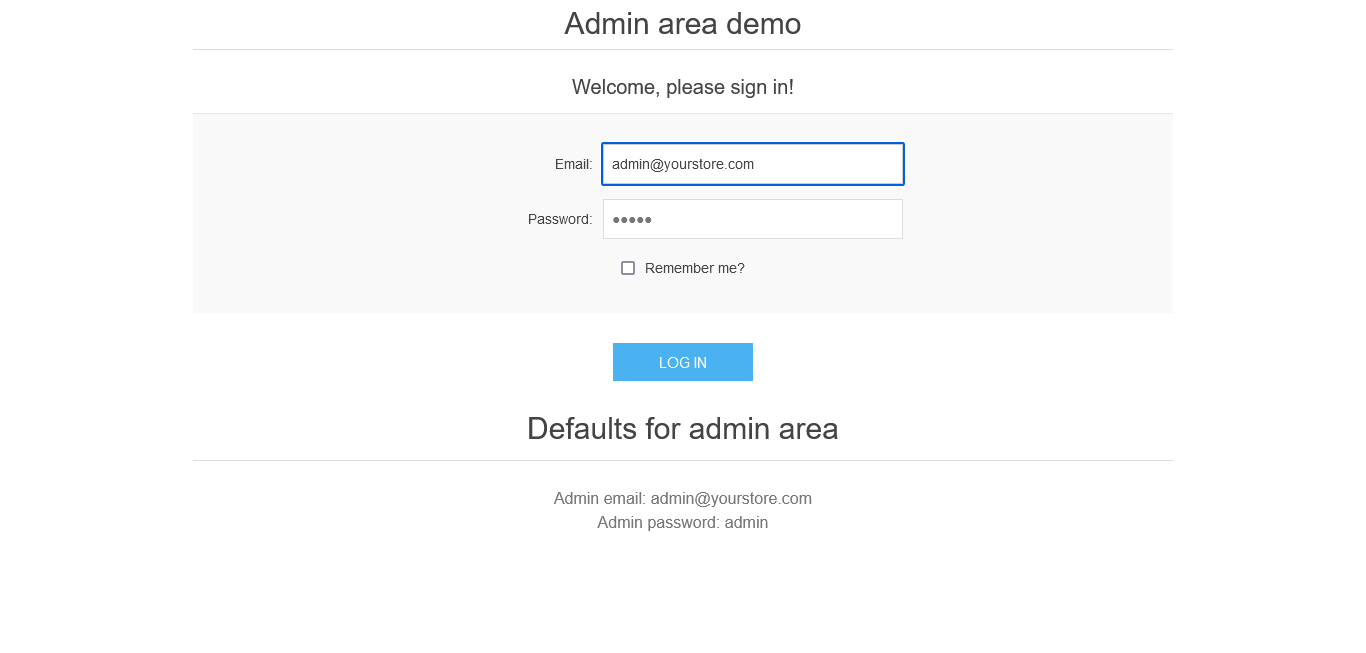 Admin area demo
Welcome, please sign in!
Email: admin@yourstore.com
Password: •••••
Remember me?
LOG IN
Defaults for admin area
Admin email: admin@yourstore.com
Admin password: admin